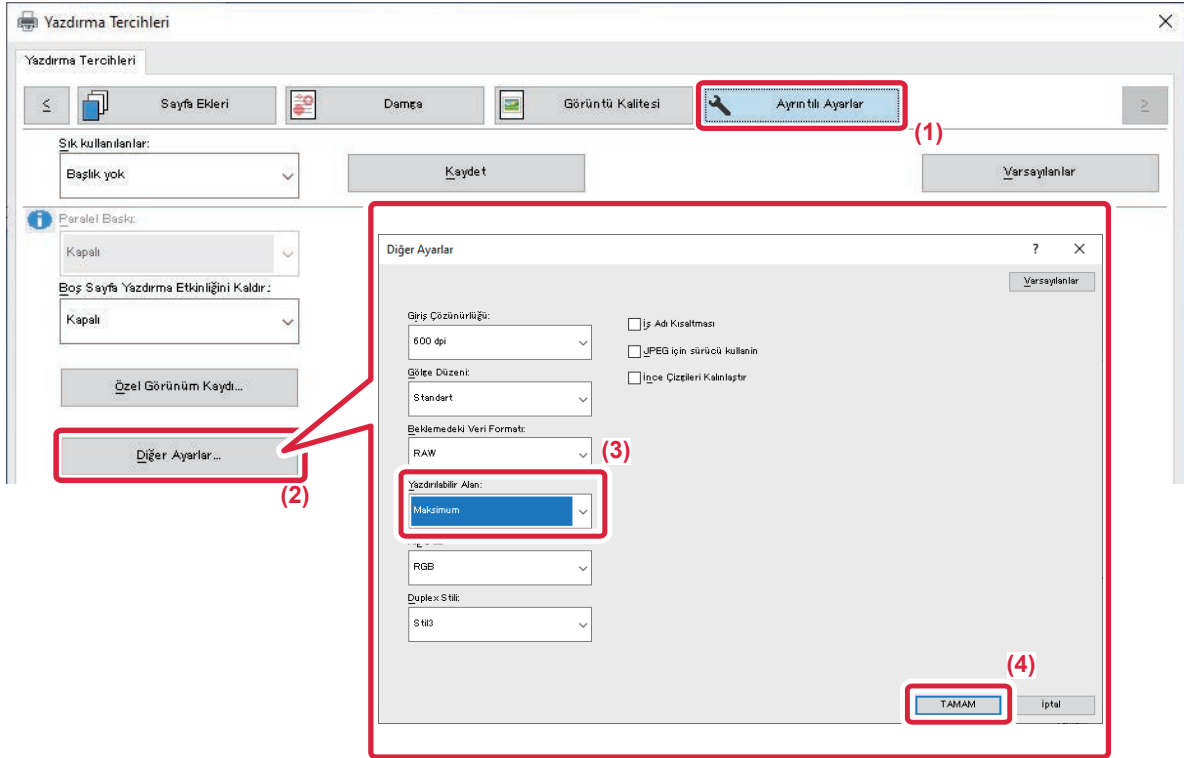 Yazdırma Tercihleri
Yazdırma Tercihleri
<
Sayfa Ekleri
Damga
Görüntü Kalitesi
Ayrıntılı Ayarlar
>
(1)
Sık kullanılanlar:
Başlık yok
Kaydet
Varsayılanlar
Paralel Baskı:
Kapalı
Boş Sayfa Yazdırma Etkinliğini Kaldır:
Kapalı
Özel Görünüm Kaydı...
Diğer Ayarlar...
(2)
Diğer Ayarlar
?
Varsayılanlar
Giriş Çözünürlüğü:
600 dpi
Gölge Düzeni:
Standart
Beklemedeki Veri Formatı:
RAW
(3)
Yazdırılabilir Alan:
Maksimum
RGB
Duplex Stili:
Stil3
İş Adı Kısaltması
JPEG için sürücü kullanin
İnce Çizgileri Kalınlaştır
(4)
TAMAM
İptal